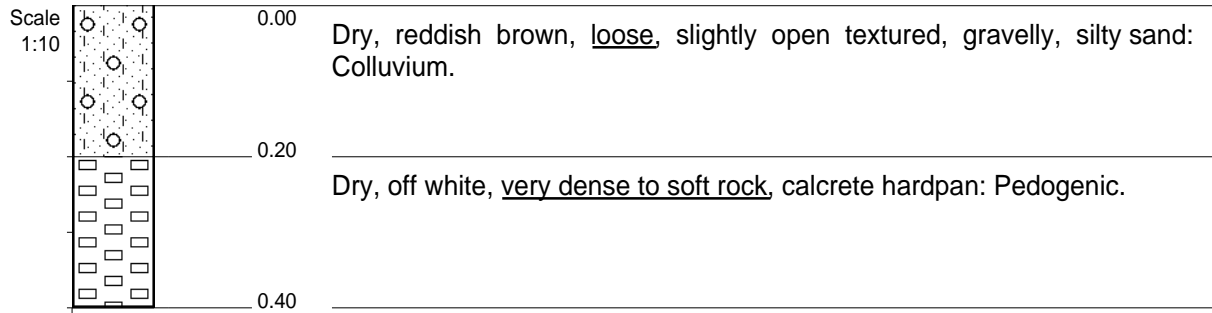 Scale
1:10
0.00
Dry, reddish brown, loose, slightly open textured, gravelly, silty sand:
Colluvium.
0.20
Dry, off white, very dense to soft rock, calcrete hardpan: Pedogenic.
0.40